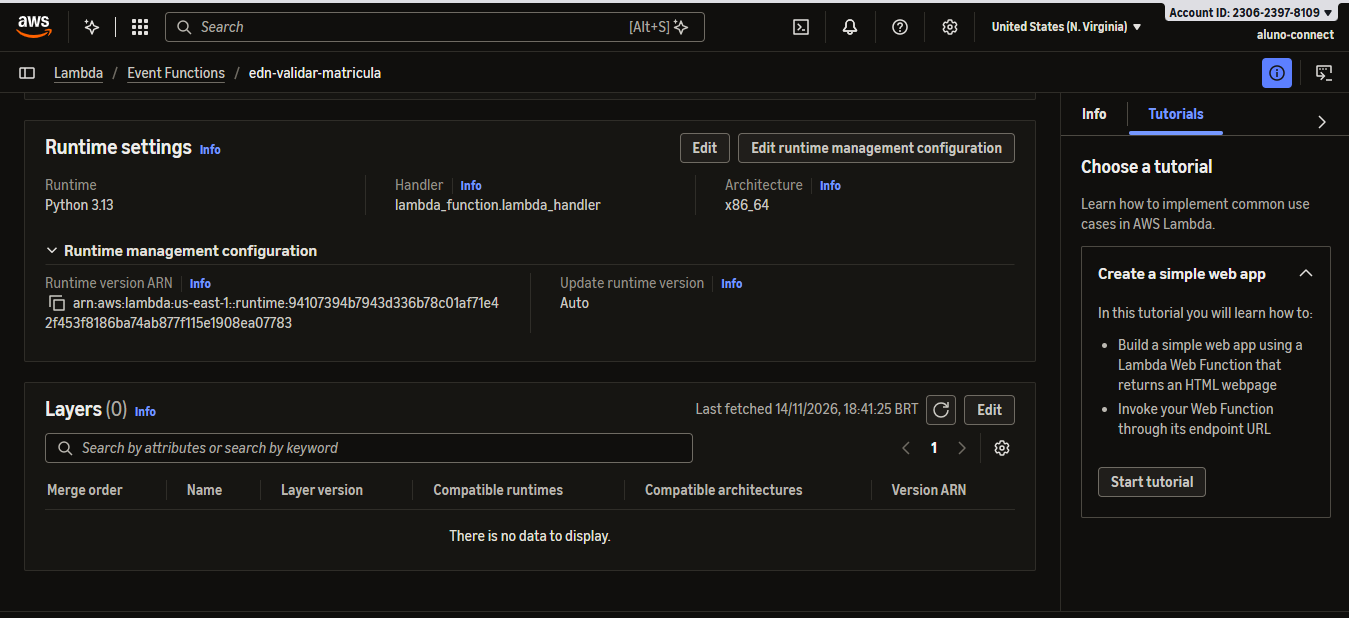 aws
Search
[Alt+S]
United States (N. Virginia)
Account ID: 2306-2397-8109
aluno-connect
Lambda / Event Functions / edn-validar-matricula
Runtime settings Info
Edit
Edit runtime management configuration
Runtime
Python 3.13
Handler Info
lambda_function.lambda_handler
Architecture Info
x86_64
Runtime management configuration
Runtime version ARN Info
arn:aws:lambda:us-east-1::runtime:94107394b7943d336b78c01af71e4
2f453f8186ba74ab877f115e1908ea07783
Update runtime version Info
Auto
Layers (0) Info
Last fetched 14/11/2026, 18:41:25 BRT
Edit
Search by attributes or search by keyword
1
Merge order Name Layer version Compatible runtimes Compatible architectures Version ARN
There is no data to display.
Info
Tutorials
Choose a tutorial
Learn how to implement common use
cases in AWS Lambda.
Create a simple web app
In this tutorial you will learn how to:
• Build a simple web app using a
Lambda Web Function that
returns an HTML webpage
• Invoke your Web Function
through its endpoint URL
Start tutorial